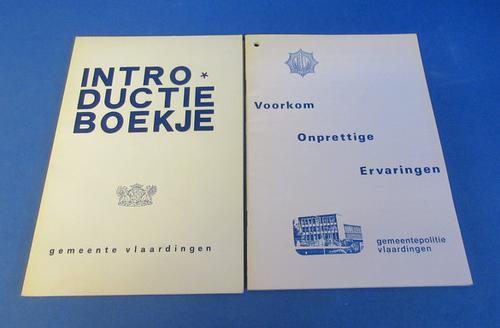 INTRO *
DUCTIE
BOEKJE
gemeente vlaardingen
Voorkom
Onprettige
Ervaringen
gemeentepolitie
vlaardingen